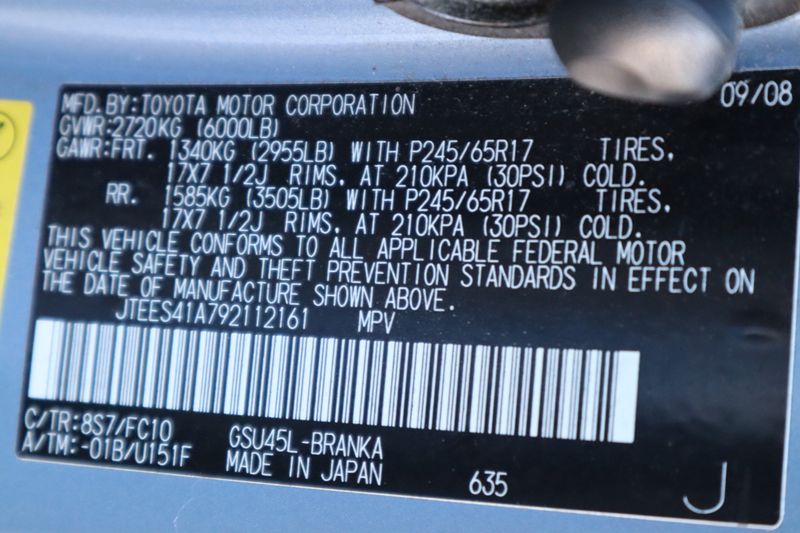 MFD. BY: TOYOTA MOTOR CORPORATION 09/08
GVWR: 2720KG (6000LB)
GAWR: FRT. 1340KG (2955LB) WITH P245/65R17 TIRES,
17X7 1/2J RIMS, AT 210KPA (30PSI) COLD.
RR. 1585KG (3505LB) WITH P245/65R17 TIRES,
17X7 1/2J RIMS, AT 210KPA (30PSI) COLD.
THIS VEHICLE CONFORMS TO ALL APPLICABLE FEDERAL MOTOR
VEHICLE SAFETY AND THEFT PREVENTION STANDARDS IN EFFECT ON
THE DATE OF MANUFACTURE SHOWN ABOVE.
JTEES41A792112161 MPV
C/TR: 8S7/FC10 GSU45L-BRANKA
A/TM: -01B/U151F MADE IN JAPAN 635 J